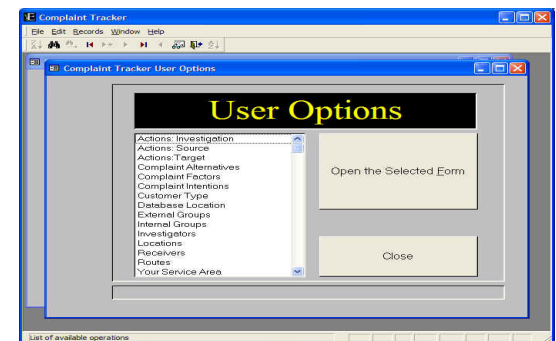 Complaint Tracker
File Edit Records Window Help
Complaint Tracker User Options
User Options
Actions: Investigation
Actions: Source
Actions:Target
Complaint Alternatives
Complaint Factors
Complaint Intentions
Customer Type
Database Location
External Groups
Internal Groups
Investigators
Locations
Receivers
Routes
Your Service Area
Open the Selected Form
Close
List of available operations